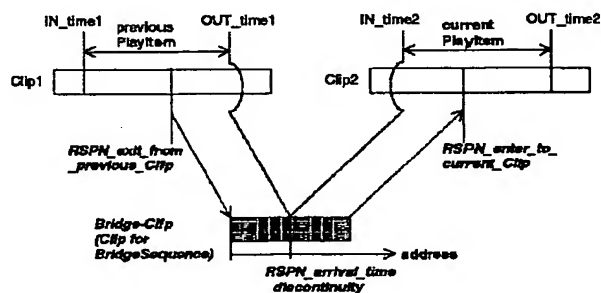 IN_time1
previous
PlayItem
OUT_time1
IN_time2
current
PlayItem
OUT_time2
Clip1
Clip2
RSPN_exit_from
_previous_Clip
RSPN_enter_to_
current_Clip
Bridge-Clip
(Clip for
BridgeSequence)
address
RSPN_arrival_time
discontinuity